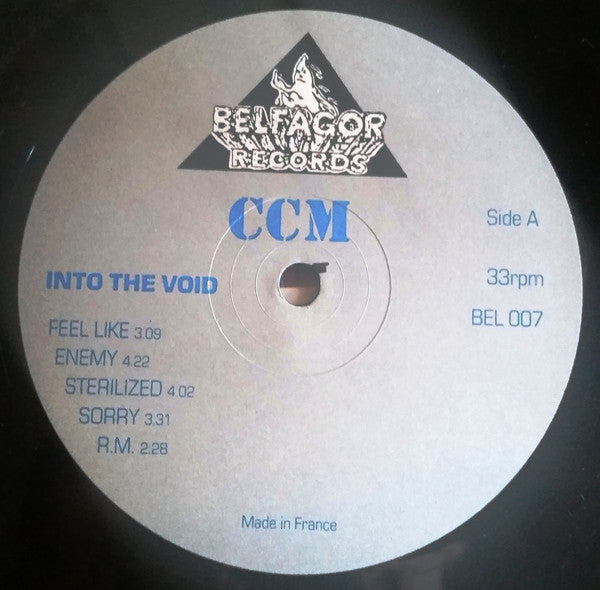 BELFAGOR
RECORDS
CCM
Side A
INTO THE VOID
33rpm
BEL 007
FEEL LIKE 3.09
ENEMY 4 22
STERILIZED 4 02
SORRY 3.31
R.M. 2.28
Made in France